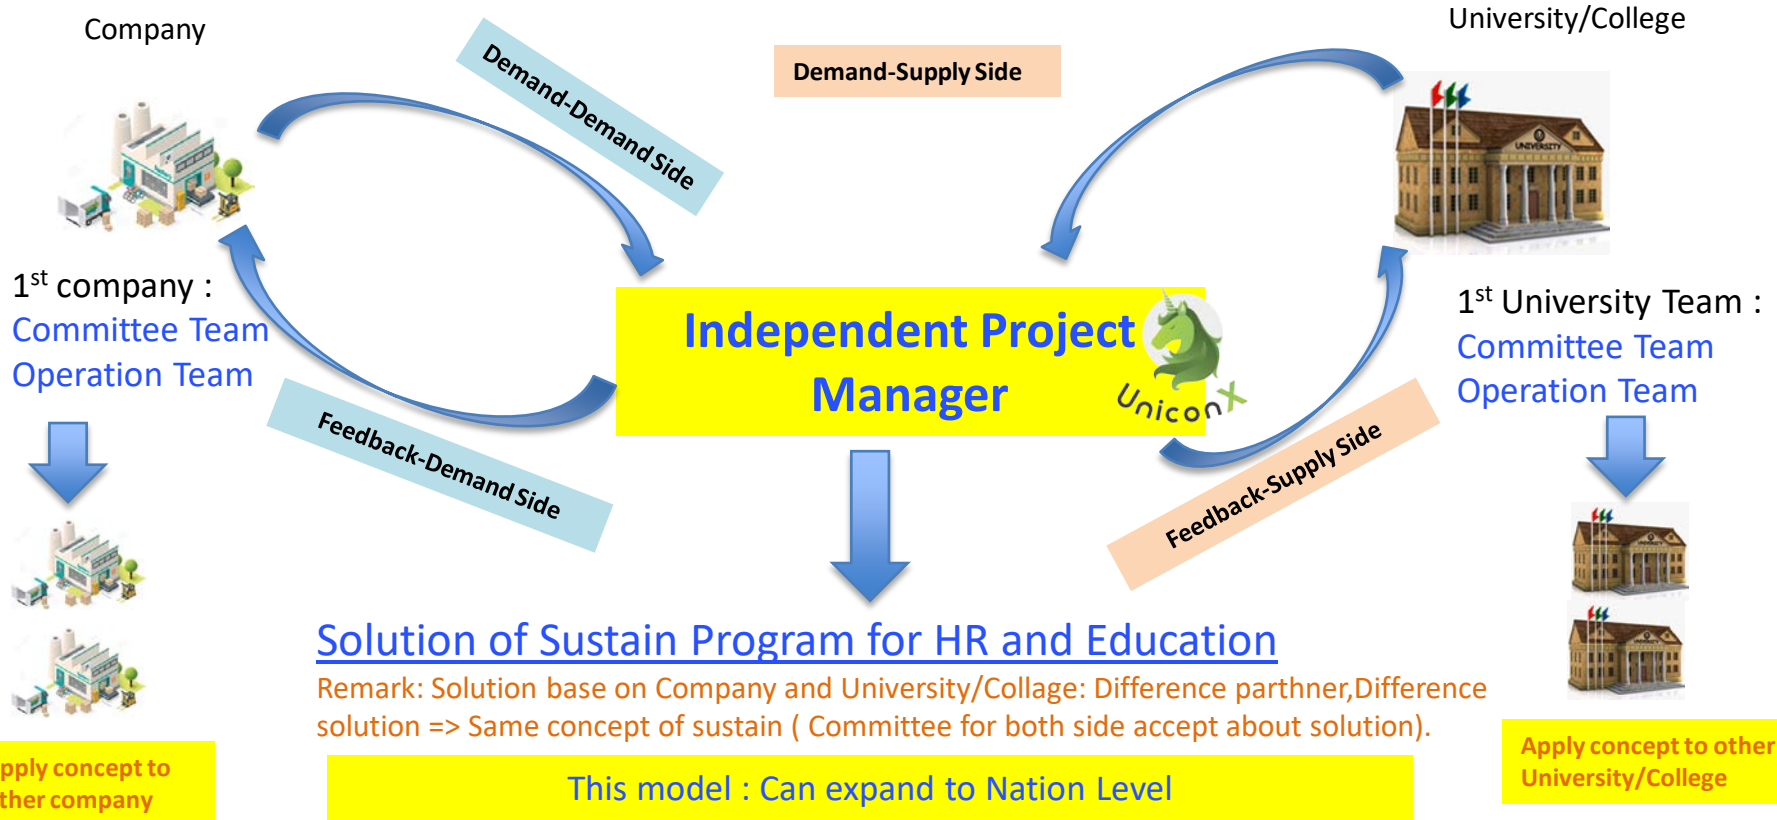 Company
University/College
Demand-Demand Side
Demand-Supply Side
UNIVERSITY
1st company :
Committee Team
Operation Team
Independent Project
Manager
UniconX
1st University Team :
Committee Team
Operation Team
Feedback-Demand Side
Feedback-Supply Side
UNIVERSITY
UNIVERSITY
Solution of Sustain Program for HR and Education
Remark: Solution base on Company and University/Collage: Difference parthner,Difference
solution => Same concept of sustain ( Committee for both side accept about solution).
This model : Can expand to Nation Level
pply concept to
ther company
Apply concept to other
University/College